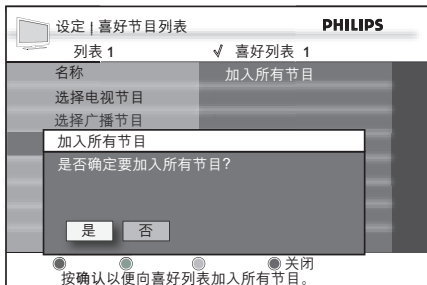 设定 | 喜好节目列表 PHILIPS
列表 1 √ 喜好列表 1
名称 加入所有节目
选择电视节目
选择广播节目
加入所有节目
是否确定要加入所有节目?
是 否
关闭
按确认以便向喜好列表加入所有节目。